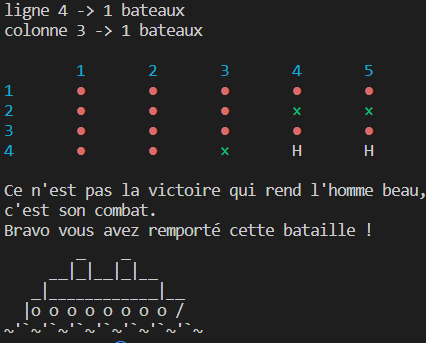 ligne 4 -> 1 bateaux
colonne 3 -> 1 bateaux
1 2 3 4 5
1 ● ● ● ● ●
2 ● ● ● × ×
3 ● ● ● ● ●
4 ● ● × H H
Ce n'est pas la victoire qui rend l'homme beau,
c'est son combat.
Bravo vous avez remporté cette bataille !
       _   _
     __|_|__|_|__
   _|____________|__
  |o o o o o o o o /
~'`~'`~'`~'`~'`~'`~'`~